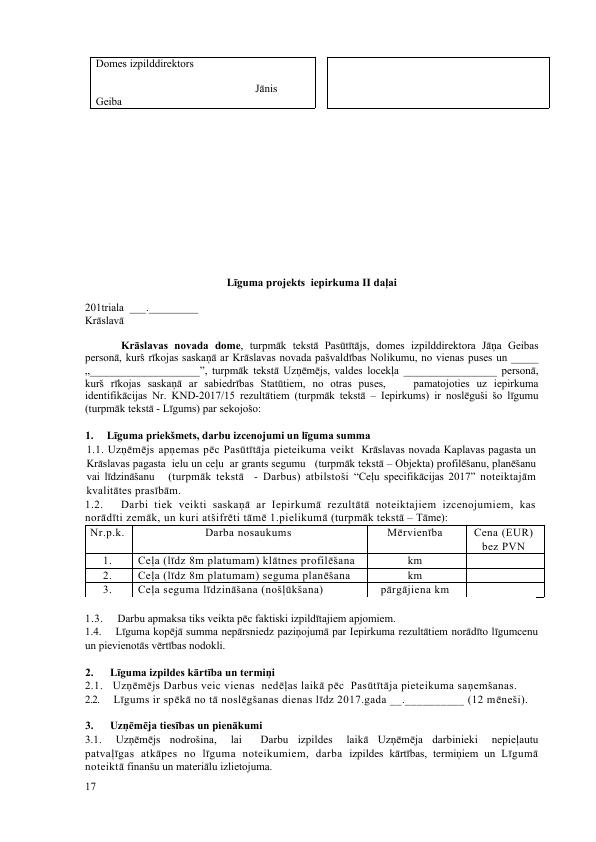 Domes izpilddirektors
Jānis
Geiba
Līguma projekts iepirkuma II daļai
201triala ___.__________
Krāslavā
Krāslavas novada dome, turpmāk tekstā Pasūtītājs, domes izpilddirektora Jāņa Geibas
personā, kurš rīkojas saskaņā ar Krāslavas novada pašvaldības Nolikumu, no vienas puses un _____
„____________________”, turpmāk tekstā Uzņēmējs, valdes locekļa _________________ personā,
kurš rīkojas saskaņā ar sabiedrības Statūtiem, no otras puses, pamatojoties uz iepirkuma
identifikācijas Nr. KND-2017/15 rezultātiem (turpmāk tekstā – Iepirkums) ir noslēguši šo līgumu
(turpmāk tekstā - Līgums) par sekojošo:
1. Līguma priekšmets, darbu izcenojumi un līguma summa
1.1. Uzņēmējs apņemas pēc Pasūtītāja pieteikuma veikt Krāslavas novada Kaplavas pagasta un
Krāslavas pagasta ielu un ceļu ar grants segumu (turpmāk tekstā – Objekta) profilēšanu, planēšanu
vai līdzināšanu (turpmāk tekstā - Darbus) atbilstoši “Ceļu specifikācijas 2017” noteiktajām
kvalitātes prasībām.
1.2. Darbi tiek veikti saskaņā ar Iepirkumā rezultātā noteiktajiem izcenojumiem, kas
norādīti zemāk, un kuri atšifrēti tāmē 1.pielikumā (turpmāk tekstā – Tāme):
Nr.p.k. Darba nosaukums Mērvienība Cena (EUR)
bez PVN
1. Ceļa (līdz 8m platumam) klātnes profilēšana km
2. Ceļa (līdz 8m platumam) seguma planēšana km
3. Ceļa seguma līdzināšana (nošļūkšana) pārgājiena km
1.3. Darbu apmaksa tiks veikta pēc faktiski izpildītajiem apjomiem.
1.4. Līguma kopējā summa nepārsniedz paziņojumā par Iepirkuma rezultātiem norādīto līgumcenu
un pievienotās vērtības nodokli.
2. Līguma izpildes kārtība un termiņi
2.1. Uzņēmējs Darbus veic vienas nedēļas laikā pēc Pasūtītāja pieteikuma saņemšanas.
2.2. Līgums ir spēkā no tā noslēgšanas dienas līdz 2017.gada __.__________ (12 mēneši).
3. Uzņēmēja tiesības un pienākumi
3.1. Uzņēmējs nodrošina, lai Darbu izpildes laikā Uzņēmēja darbinieki nepieļautu
patvaļīgas atkāpes no līguma noteikumiem, darba izpildes kārtības, termiņiem un Līgumā
noteiktā finanšu un materiālu izlietojuma.
17